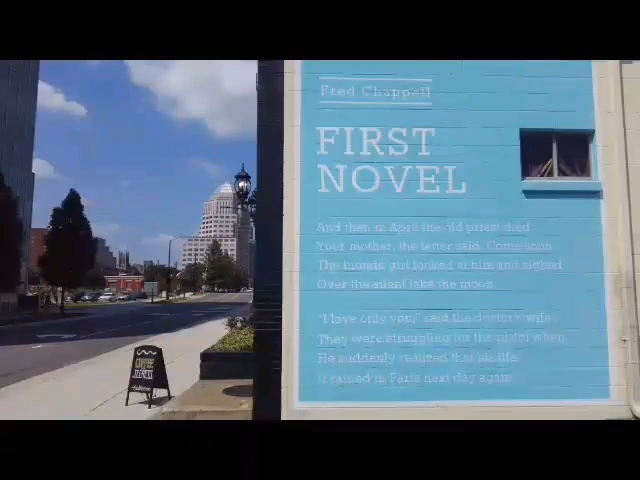 Fred Chappell
FIRST
NOVEL
And then in April the old priest died
Your mother, the letter said. Come soon
The girl looked at him and sighed
Over the silent lake the moon
"I love only you," said the doctor's wife
They were struggling for the pistol when
He suddenly realized that his life
It rained in Paris next day again
COFFEE